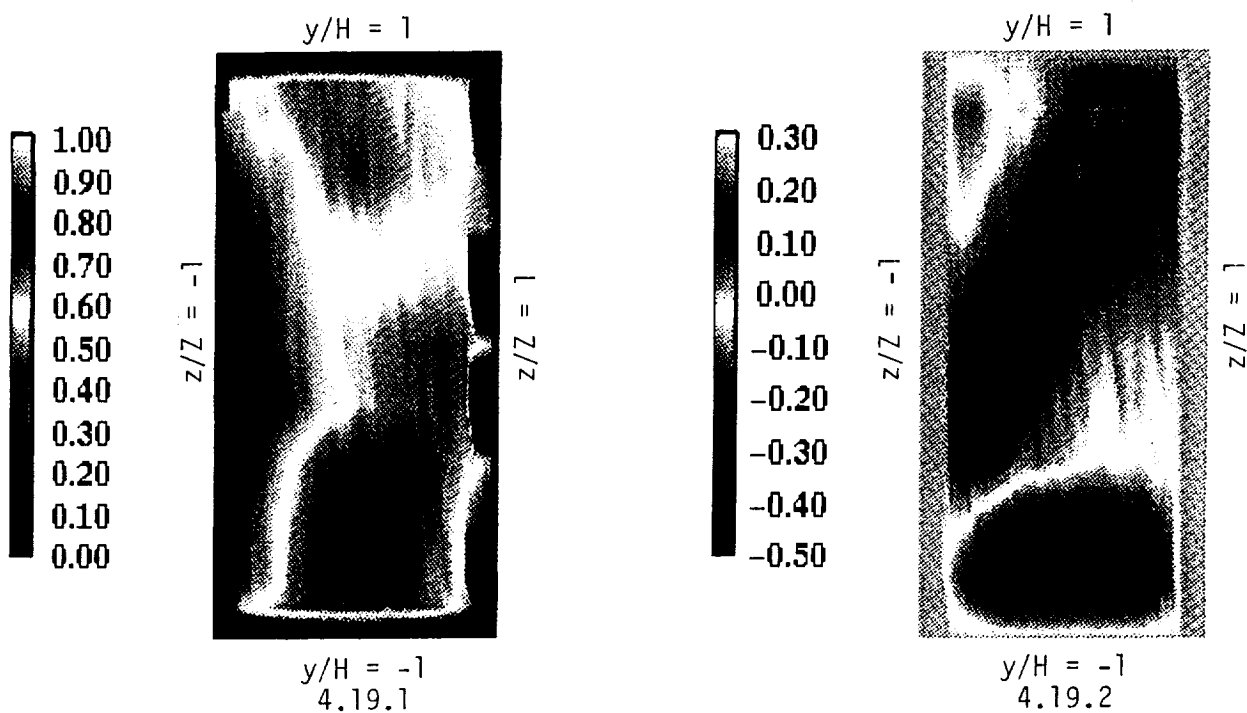 y/H = 1
1.00
0.90
0.80
0.70
0.60
0.50
0.40
0.30
0.20
0.10
0.00
z/Z = -1
z/Z = 1
y/H = -1
4.19.1
y/H = 1
0.30
0.20
0.10
0.00
-0.10
-0.20
-0.30
-0.40
-0.50
z/Z = -1
z/Z = 1
y/H = -1
4.19.2